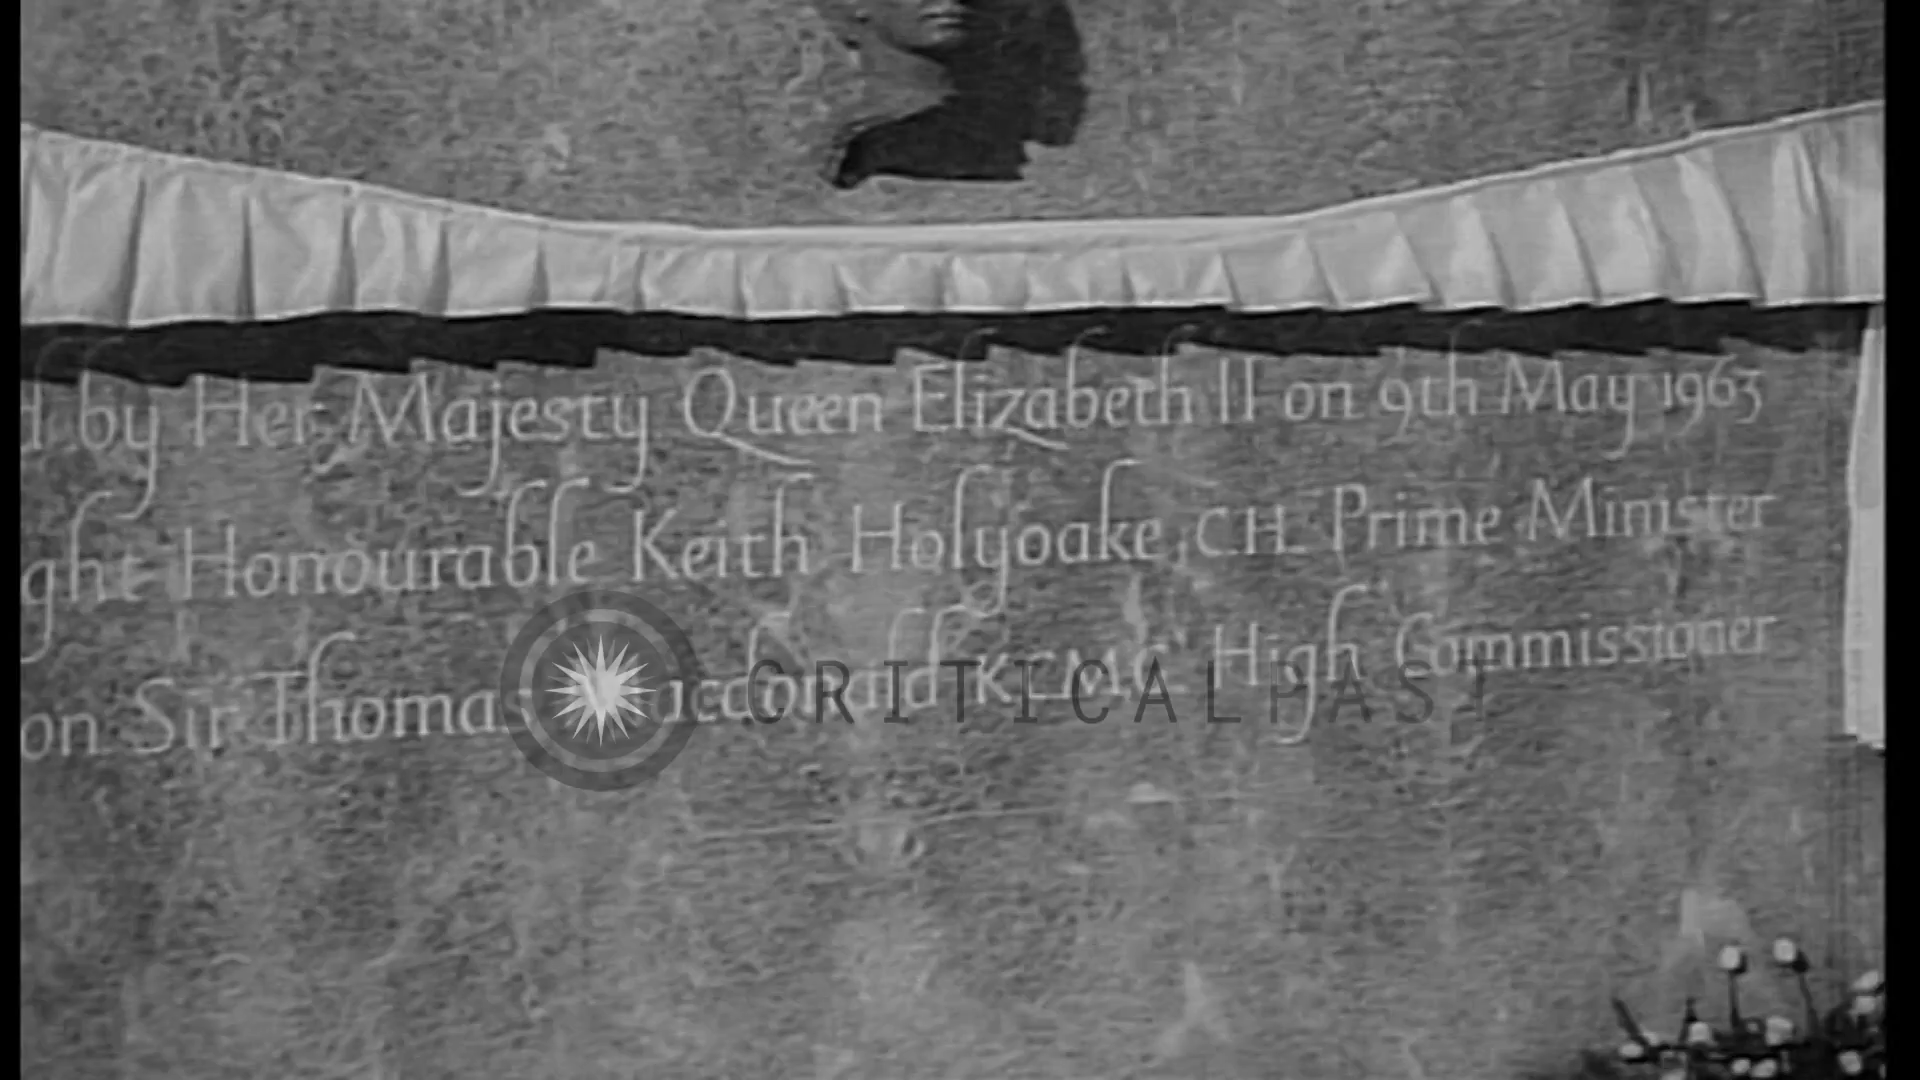 d by Her Majesty Queen Elizabeth II on 9th May 1963
ght Honourable Keith Holyoake C.H. Prime Minister
on Sir Thomas acdonald K.C.M.G. High Commissioner
CRITICALPAST